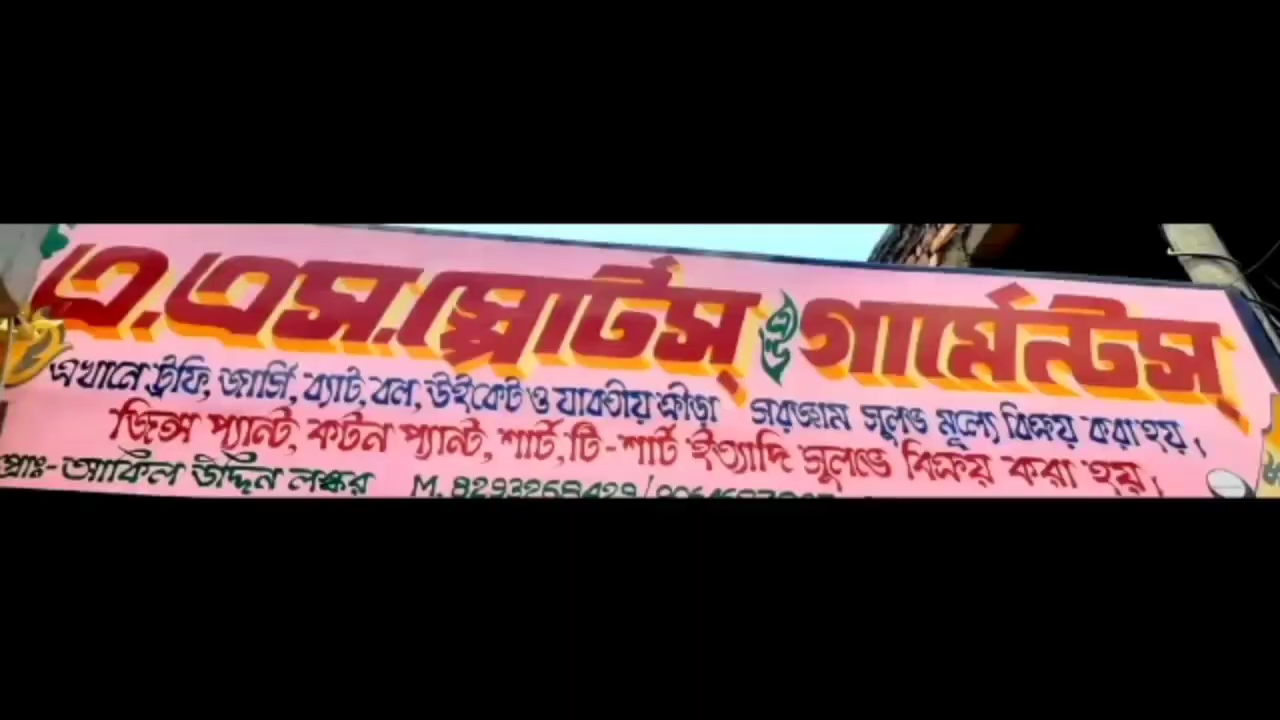 এ.এস.স্পোর্টস্ এন্ড গার্মেন্টস্
এখানে ট্রফি, জার্সি, ব্যাট, বল, উইকেট ও যাবতীয় ক্রীড়া সরঞ্জাম সুলভ মূল্যে বিক্রয় করা হয়।
জিন্স প্যান্ট, কটন প্যান্ট, শার্ট, টি-শার্ট ইত্যাদি সুলভে বিক্রয় করা হয়।
প্রোঃ- আকিল উদ্দিন লস্কর M.